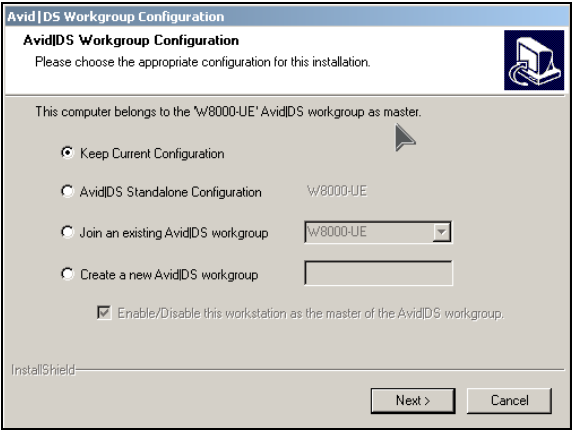 Avid|DS Workgroup Configuration
Avid|DS Workgroup Configuration
Please choose the appropriate configuration for this installation.
This computer belongs to the 'W8000-UE' Avid|DS workgroup as master.
Keep Current Configuration
Avid|DS Standalone Configuration W8000-UE
Join an existing Avid|DS workgroup W8000-UE
Create a new Avid|DS workgroup
Enable/Disable this workstation as the master of the Avid|DS workgroup.
InstallShield
Next > Cancel